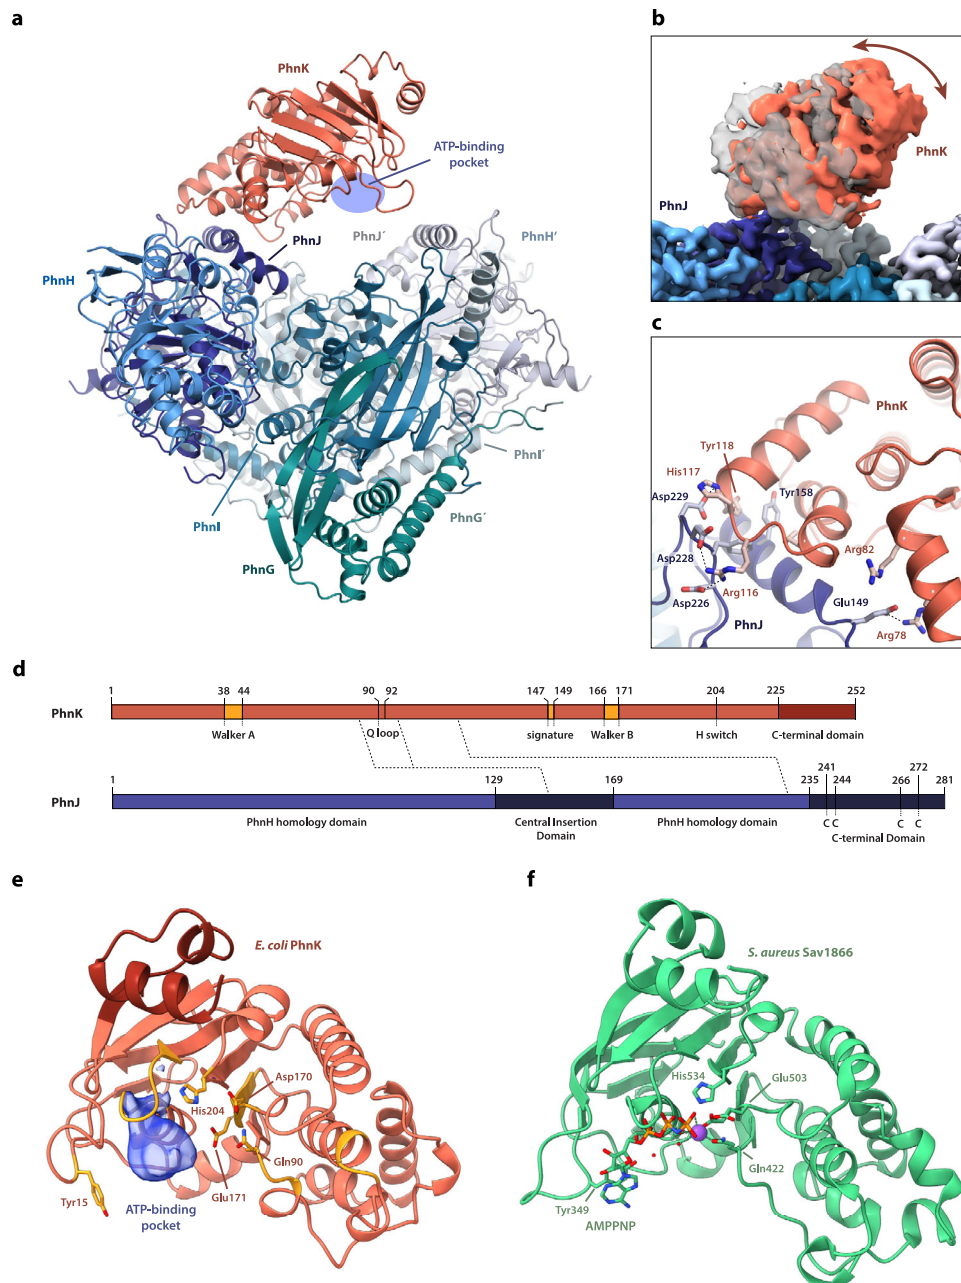 a
PhnK
ATP-binding
pocket
PhnJ
PhnJ´
PhnH'
PhnH
PhnI´
PhnI
PhnG´
PhnG
b
PhnK
PhnJ
c
PhnK
Tyr118
His117
Tyr158
Asp229
Asp228
Arg82
Arg116
Glu149
Asp226
PhnJ
Arg78
d
1 38 44 90 92 147 149 166 171 204 225 252
PhnK
Walker A Q loop signature Walker B H switch C-terminal domain
1 129 169 235 241 244 266 272 281
PhnJ
PhnH homology domain Central Insertion Domain PhnH homology domain C C C C
C-terminal Domain
e
E. coli PhnK
Asp170
His204
Gln90
Glu171
Tyr15
ATP-binding
pocket
f
S. aureus Sav1866
His534
Glu503
Gln422
Tyr349
AMPPNP